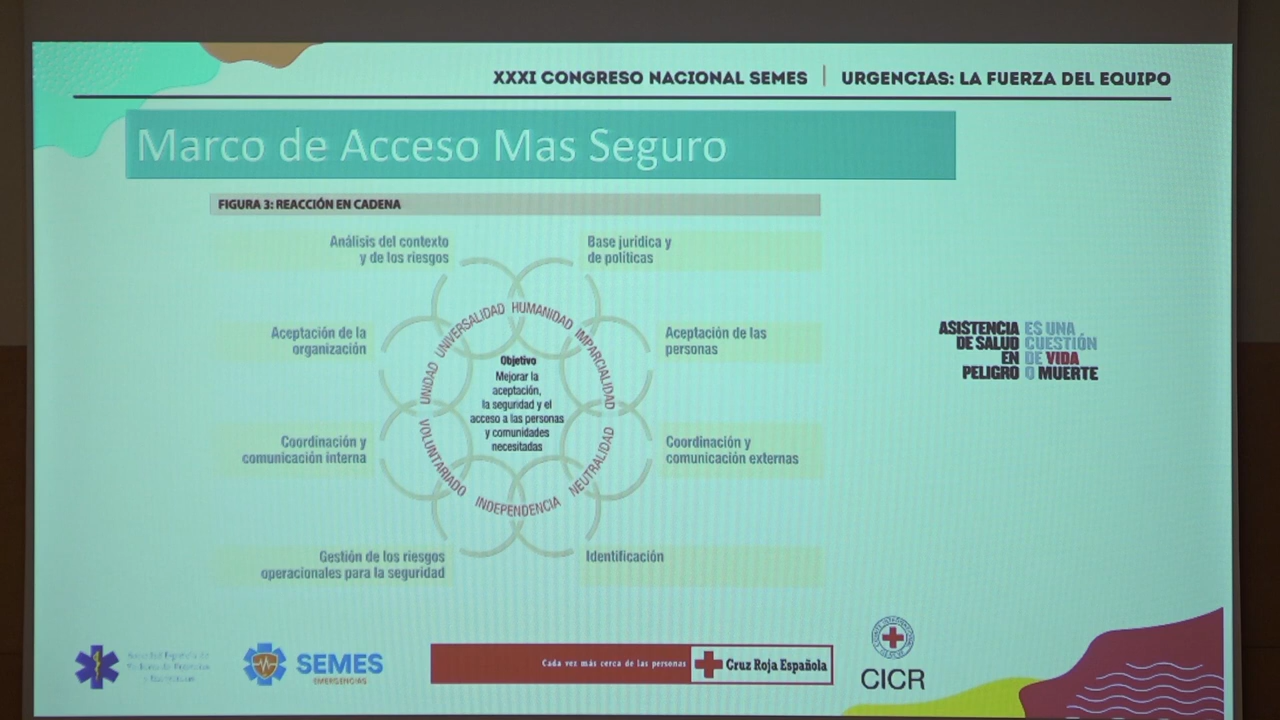 XXXI CONGRESO NACIONAL SEMES | URGENCIAS: LA FUERZA DEL EQUIPO
Marco de Acceso Mas Seguro
FIGURA 3: REACCIÓN EN CADENA
Análisis del contexto
y de los riesgos
Base jurídica y
de políticas
Aceptación de la
organización
Aceptación de las
personas
Coordinación y
comunicación interna
Coordinación y
comunicación externas
Gestión de los riesgos
operacionales para la seguridad
Identificación
HUMANIDAD
IMPARCIALIDAD
NEUTRALIDAD
INDEPENDENCIA
VOLUNTARIADO
UNIDAD
UNIVERSALIDAD
Objetivo
Mejorar la
aceptación,
la seguridad y el
acceso a las personas
y comunidades
necesitadas
ASISTENCIA ES UNA
DE SALUD CUESTIÓN
EN DE VIDA
PELIGRO O MUERTE
SEMES
EMERGENCIAS
Cada vez más cerca de las personas
Cruz Roja Española
CICR